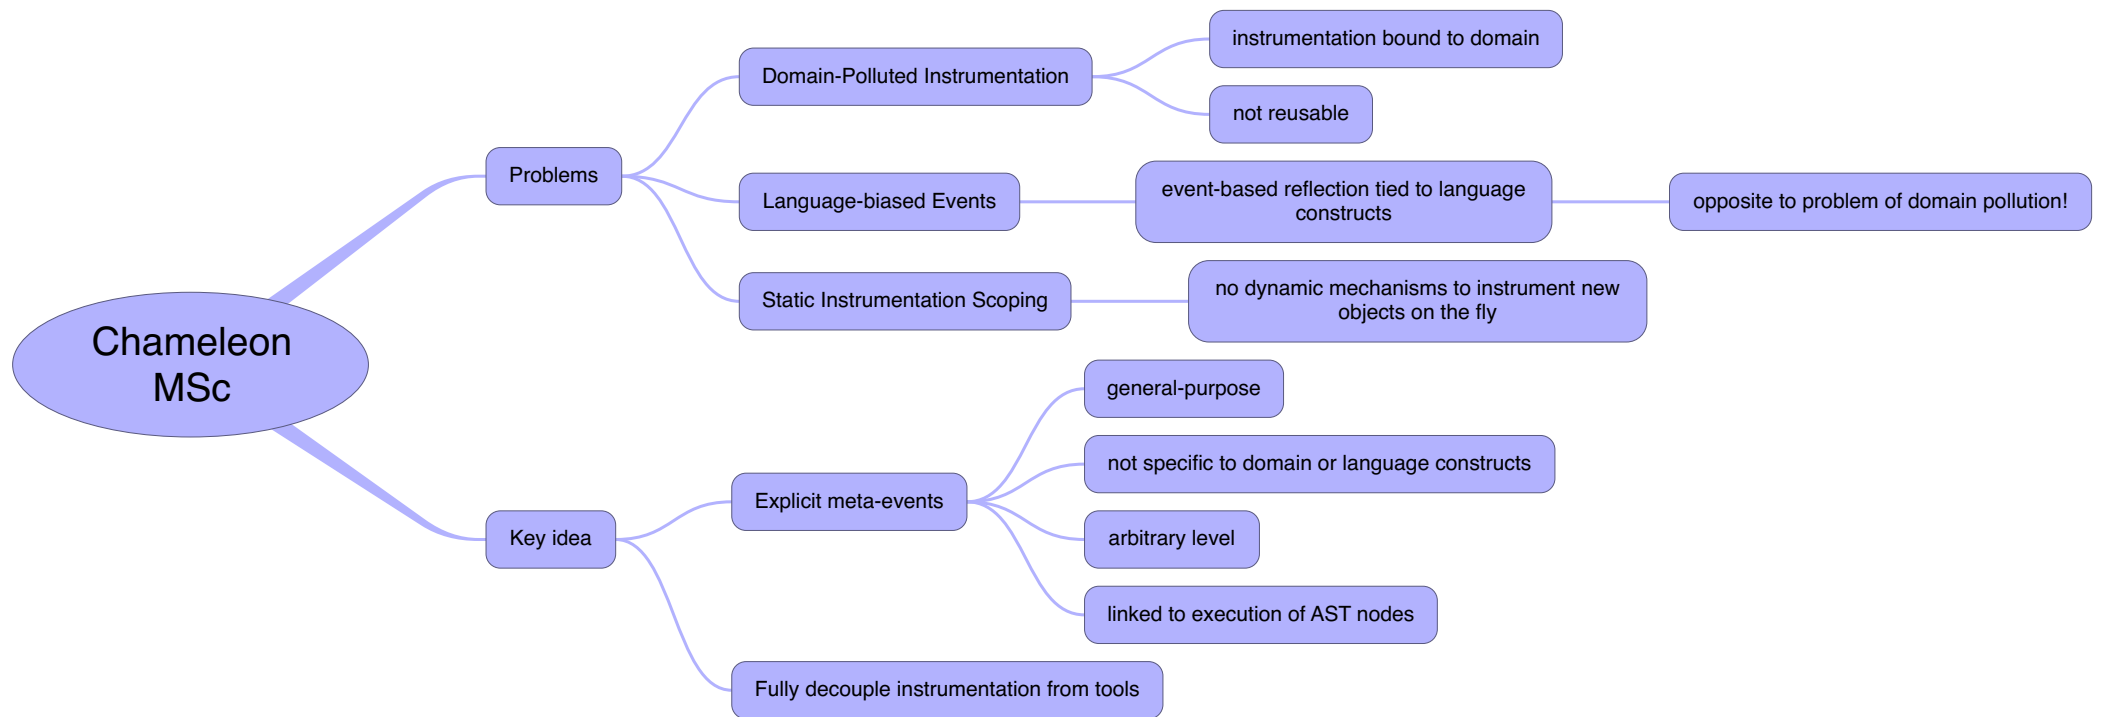 Chameleon
MSc
Problems
Domain-Polluted Instrumentation
instrumentation bound to domain
not reusable
Language-biased Events
event-based reflection tied to language
constructs
opposite to problem of domain pollution!
Static Instrumentation Scoping
no dynamic mechanisms to instrument new
objects on the fly
Key idea
Explicit meta-events
general-purpose
not specific to domain or language constructs
arbitrary level
linked to execution of AST nodes
Fully decouple instrumentation from tools